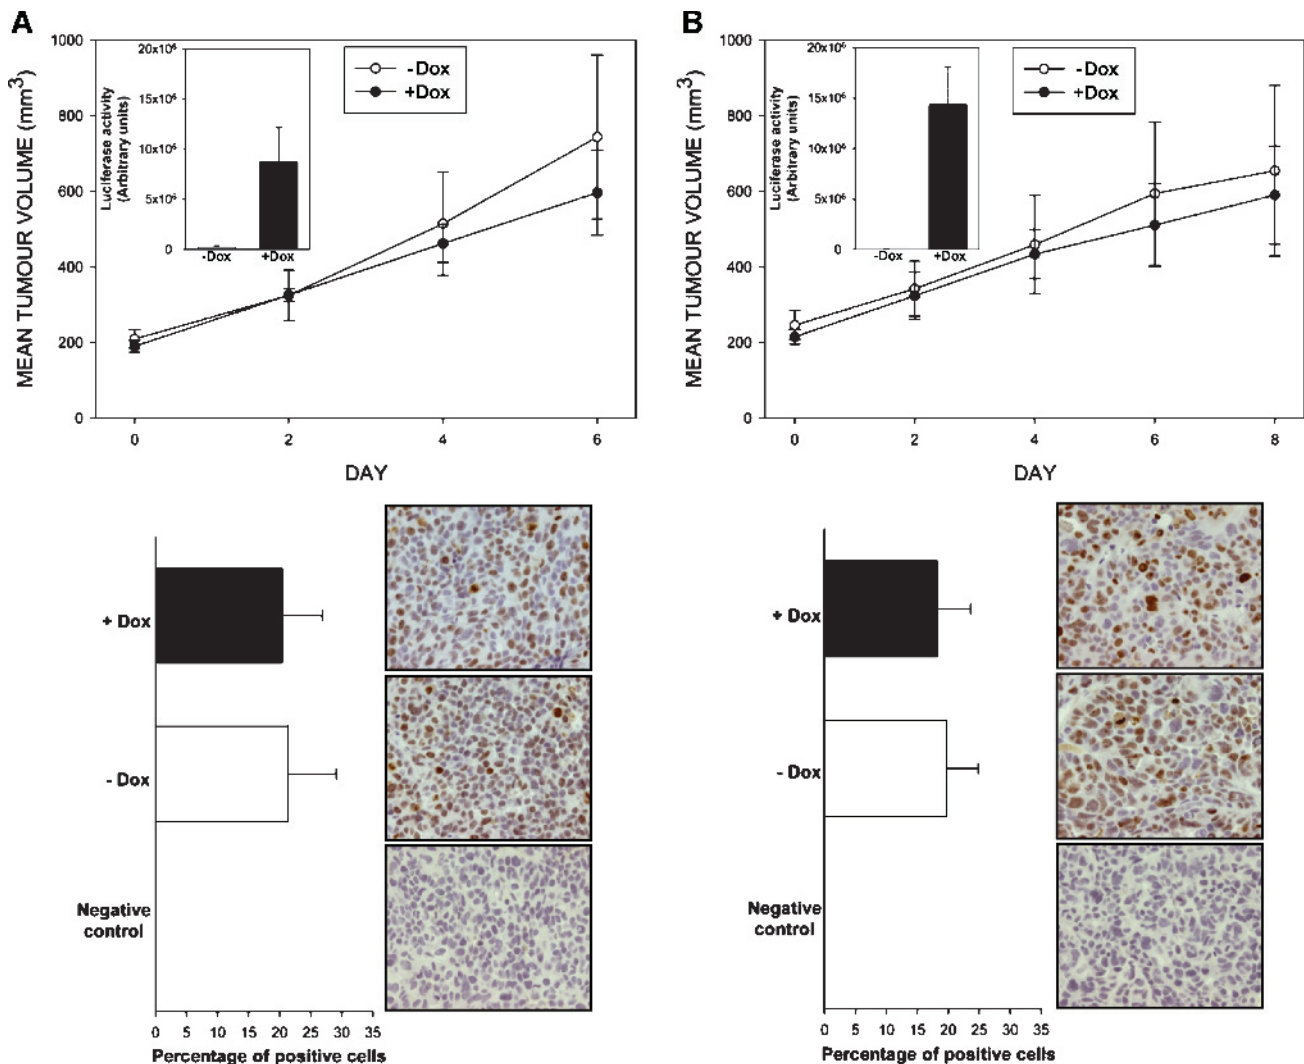 A
MEAN TUMOUR VOLUME (mm³)
1000
800
600
400
200
0
0 2 4 6
DAY
Luciferase activity
(Arbitrary units)
20x10⁶
15x10⁶
10x10⁶
5x10⁶
0
-Dox +Dox
-Dox
+Dox
B
MEAN TUMOUR VOLUME (mm³)
1000
800
600
400
200
0
0 2 4 6 8
DAY
Luciferase activity
(Arbitrary units)
20x10⁶
15x10⁶
10x10⁶
5x10⁶
0
-Dox +Dox
-Dox
+Dox
+ Dox
- Dox
Negative
control
0 5 10 15 20 25 30 35
Percentage of positive cells
+ Dox
- Dox
Negative
control
0 5 10 15 20 25 30 35
Percentage of positive cells